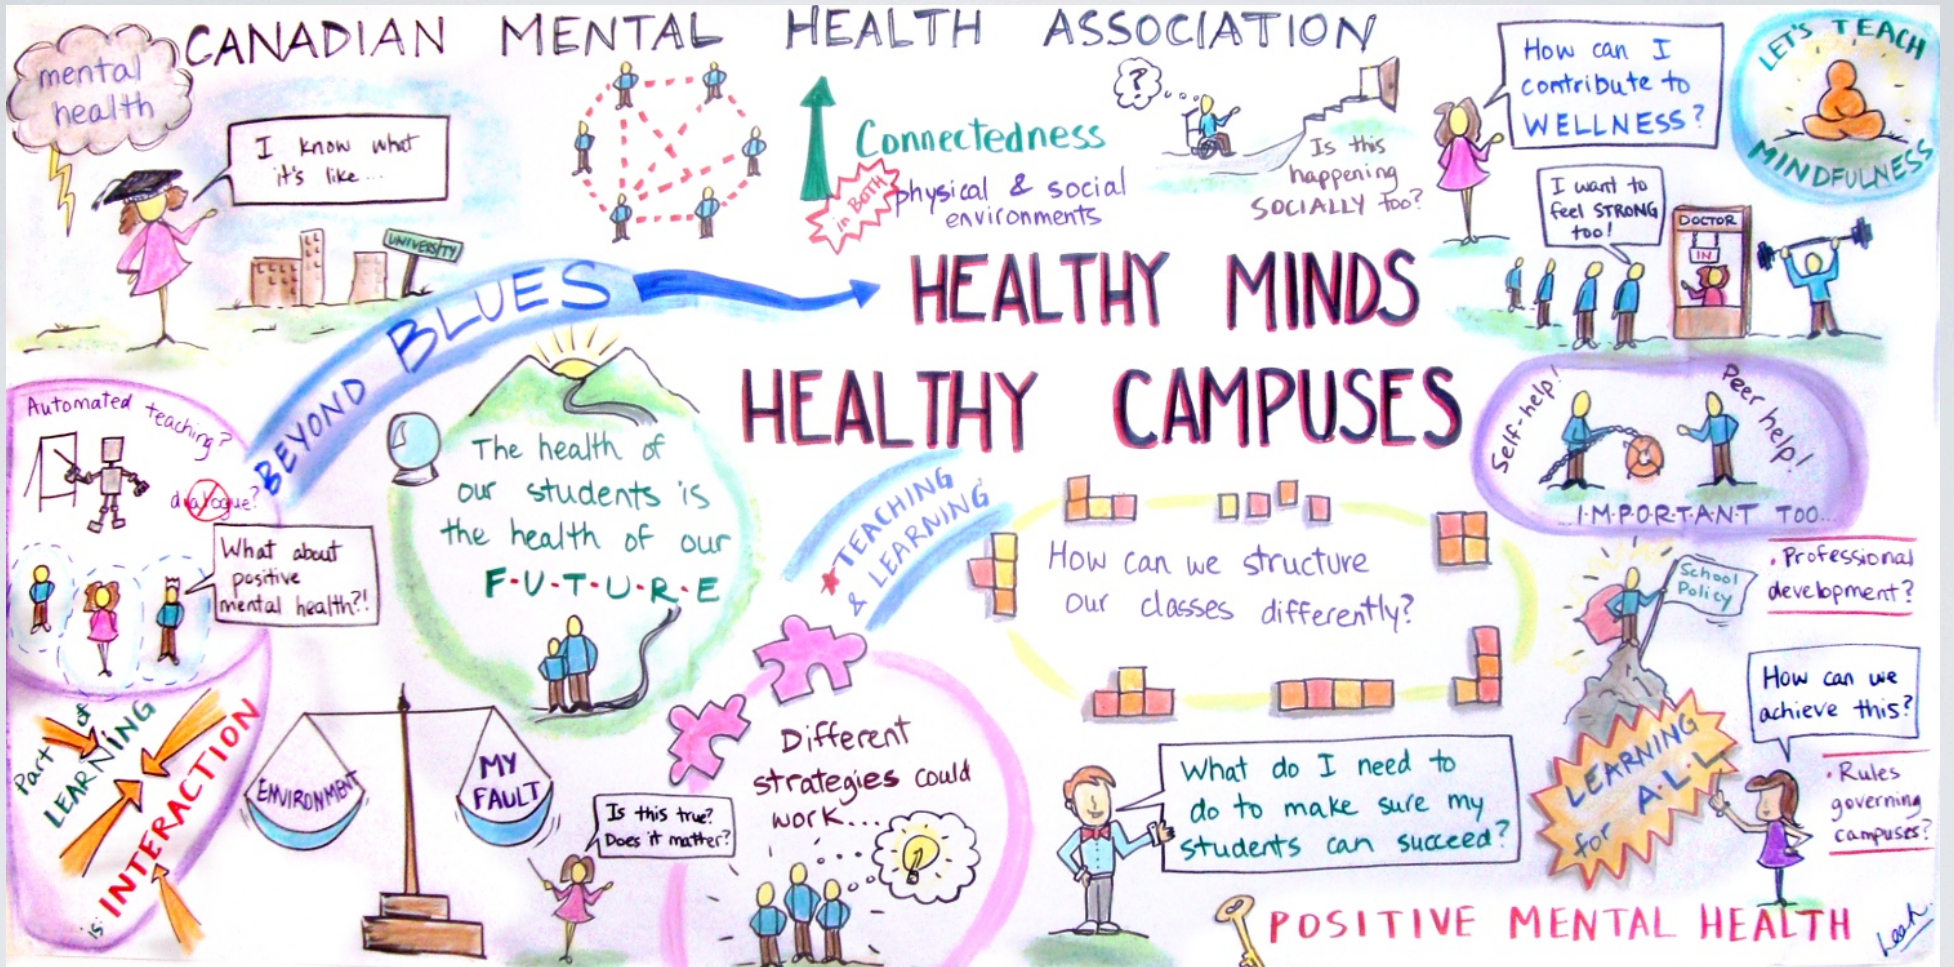 CANADIAN MENTAL HEALTH ASSOCIATION
mental
health
I know what
it's like...
UNIVERSITY
Connectedness
in BOTH
physical & social
environments
?
Is this
happening
SOCIALLY too?
How can I
contribute to
WELLNESS?
LET'S TEACH
MINDFULNESS
I want to
feel STRONG
too!
DOCTOR
IN
BEYOND BLUES
HEALTHY MINDS
HEALTHY CAMPUSES
Automated teaching?
dialogue?
What about
positive
mental health?!
The health of
our students is
the health of our
F·U·T·U·R·E
TEACHING
& LEARNING
How can we structure
our classes differently?
Self-help!
Peer help!
...I·M·P·O·R·T·A·N·T TOO...
School
Policy
• Professional
development?
How can we
achieve this?
• Rules
governing
campuses?
LEARNING
for A·L·L
Part of
LEARNING
is
INTERACTION
ENVIRONMENT
MY
FAULT
Is this true?
Does it matter?
Different
strategies could
work...
What do I need to
do to make sure my
students can succeed?
POSITIVE MENTAL HEALTH
Leah